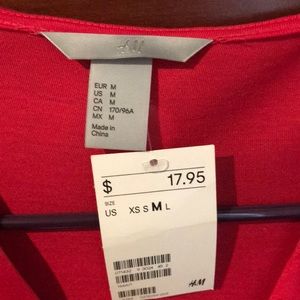 H&M
EUR M
US M
CA M
CN 170/96A
MX M
Made in
China
$ 17.95
SIZE
US XS S M L
H&M